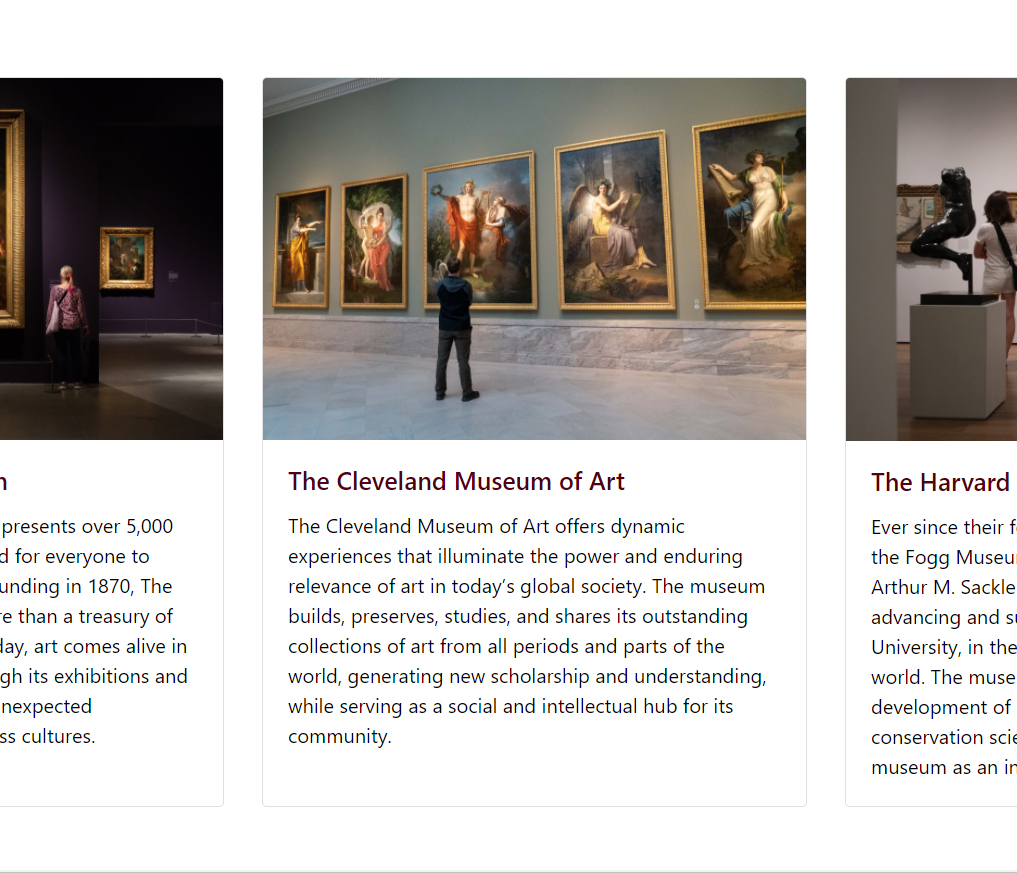 presents over 5,000
for everyone to
unding in 1870, The
than a treasury of
art comes alive in
its exhibitions and
nexpected
cultures.
The Cleveland Museum of Art
The Cleveland Museum of Art offers dynamic
experiences that illuminate the power and enduring
relevance of art in today’s global society. The museum
builds, preserves, studies, and shares its outstanding
collections of art from all periods and parts of the
world, generating new scholarship and understanding,
while serving as a social and intellectual hub for its
community.
The Harvard
Ever since their f
the Fogg Museu
Arthur M. Sackle
advancing and su
University, in the
world. The muse
development of
conservation scie
museum as an in